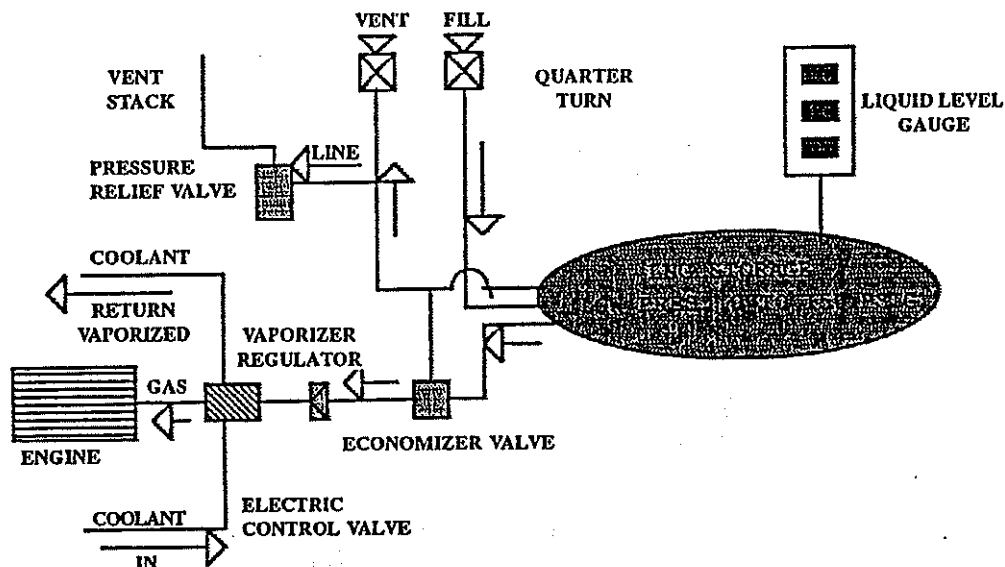 VENT
FILL
VENT
STACK
QUARTER
TURN
LIQUID LEVEL
GAUGE
LINE
PRESSURE
RELIEF VALVE
COOLANT
RETURN
VAPORIZED
VAPORIZER
REGULATOR
GAS
ENGINE
ECONOMIZER VALVE
ELECTRIC
CONTROL VALVE
COOLANT
IN